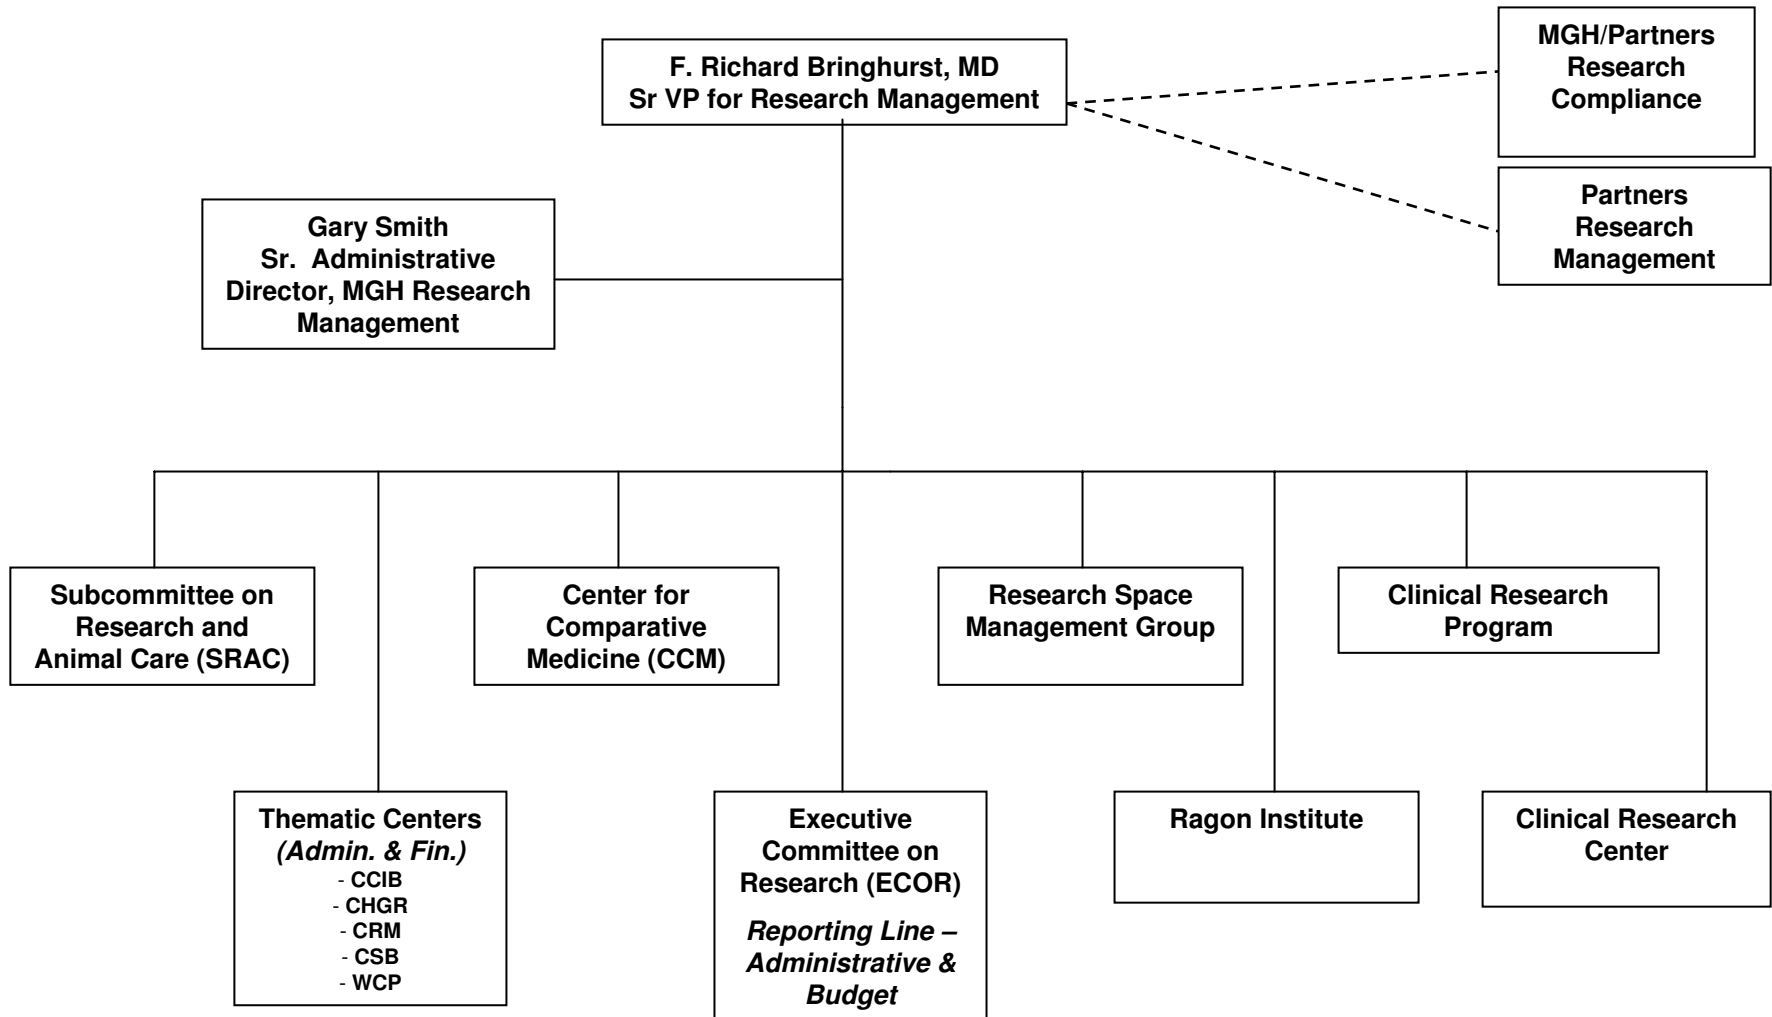 F. Richard Bringhurst, MD
Sr VP for Research Management
MGH/Partners
Research
Compliance
Partners
Research
Management
Gary Smith
Sr. Administrative
Director, MGH Research
Management
Subcommittee on
Research and
Animal Care (SRAC)
Center for
Comparative
Medicine (CCM)
Research Space
Management Group
Clinical Research
Program
Thematic Centers
(Admin. & Fin.)
- CCIB
- CHGR
- CRM
- CSB
- WCP
Executive
Committee on
Research (ECOR)
Reporting Line –
Administrative &
Budget
Ragon Institute
Clinical Research
Center